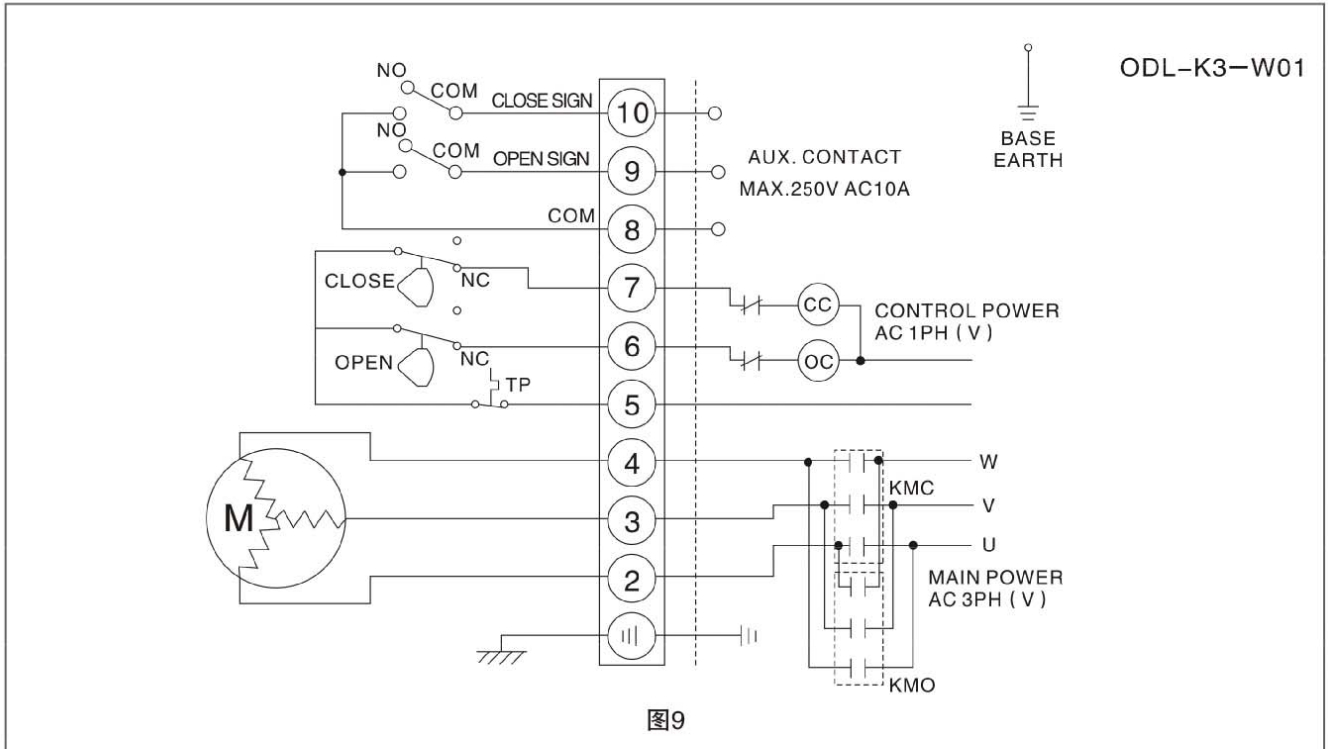 ODL-K3-W01
NO
COM
CLOSE SIGN
10
NO
COM
OPEN SIGN
9
COM
8
AUX. CONTACT
MAX.250V AC10A
BASE
EARTH
CLOSE
NC
7
CC
CONTROL POWER
AC 1PH ( V )
OPEN
NC
6
OC
TP
5
4
W
KMC
M
3
V
U
2
MAIN POWER
AC 3PH ( V )
KMO
图9